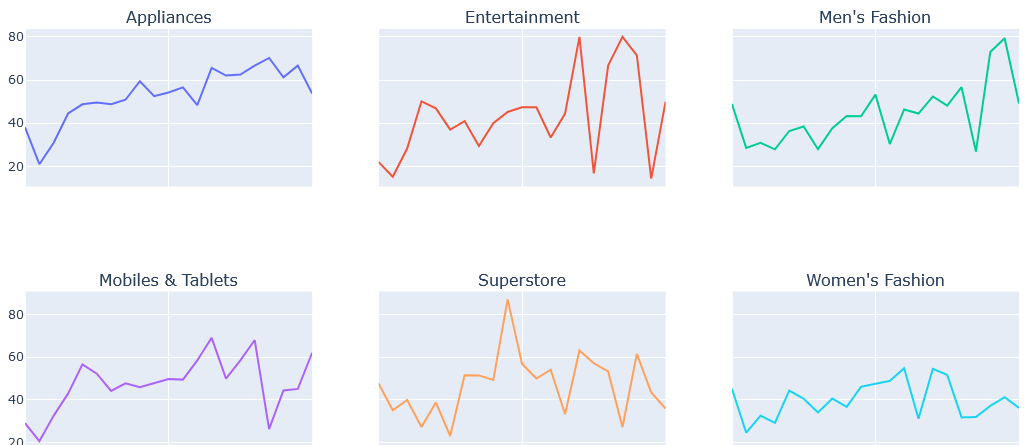 Appliances
Entertainment
Men's Fashion
80
60
40
20
Mobiles & Tablets
Superstore
Women's Fashion
80
60
40
20